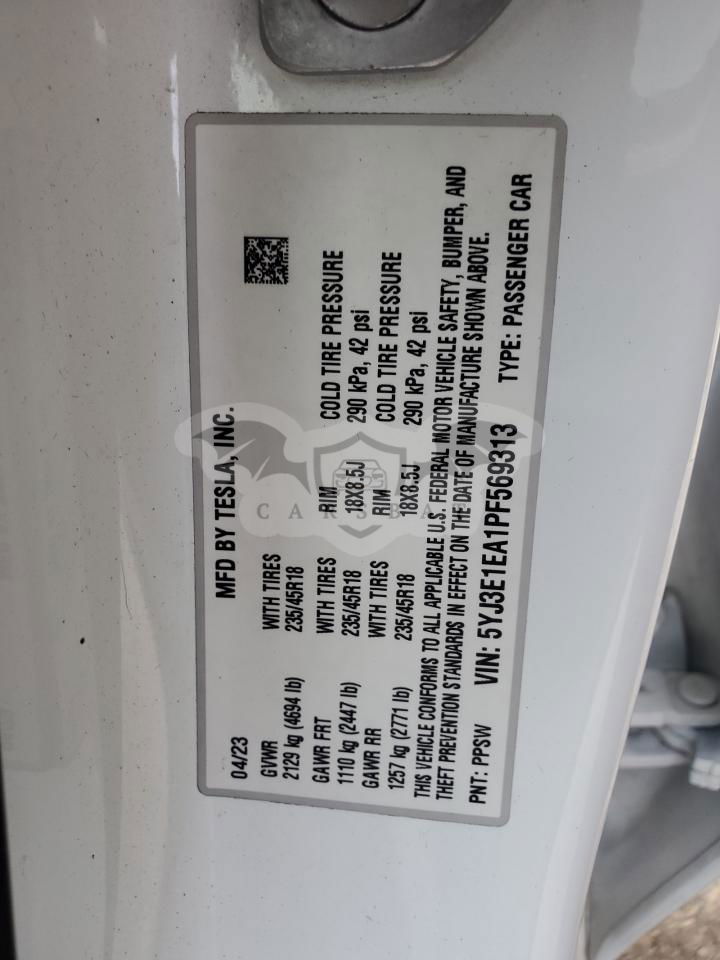 MFD BY TESLA, INC.
04/23
GVWR WITH TIRES RIM COLD TIRE PRESSURE
2129 kg (4694 lb) 235/45R18 18X8.5J 290 kPa, 42 psi
GAWR FRT WITH TIRES RIM COLD TIRE PRESSURE
1110 kg (2447 lb) 235/45R18 18X8.5J 290 kPa, 42 psi
GAWR RR WITH TIRES
1257 kg (2771 lb) 235/45R18
THIS VEHICLE CONFORMS TO ALL APPLICABLE U.S. FEDERAL MOTOR VEHICLE SAFETY, BUMPER, AND
THEFT PREVENTION STANDARDS IN EFFECT ON THE DATE OF MANUFACTURE SHOWN ABOVE.
PNT: PPSW VIN: 5YJ3E1EA1PF569313 TYPE: PASSENGER CAR
CARSBAT